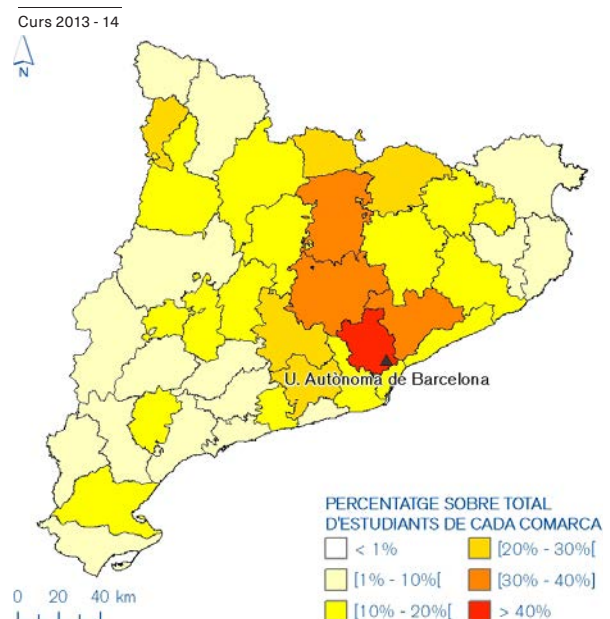 Curs 2013 - 14
N
U. Autònoma de Barcelona
PERCENTATGE SOBRE TOTAL
D'ESTUDIANTS DE CADA COMARCA
< 1%
[20% - 30%[
[1% - 10%[
[30% - 40%]
[10% - 20%[
> 40%
0 20 40 km